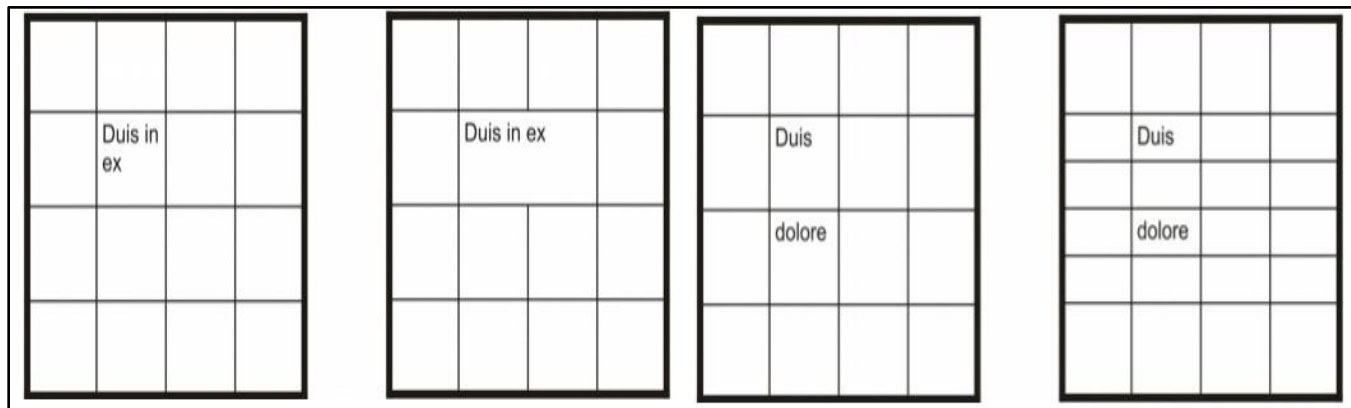 Duis in
ex
Duis in ex
Duis
dolore
Duis
dolore